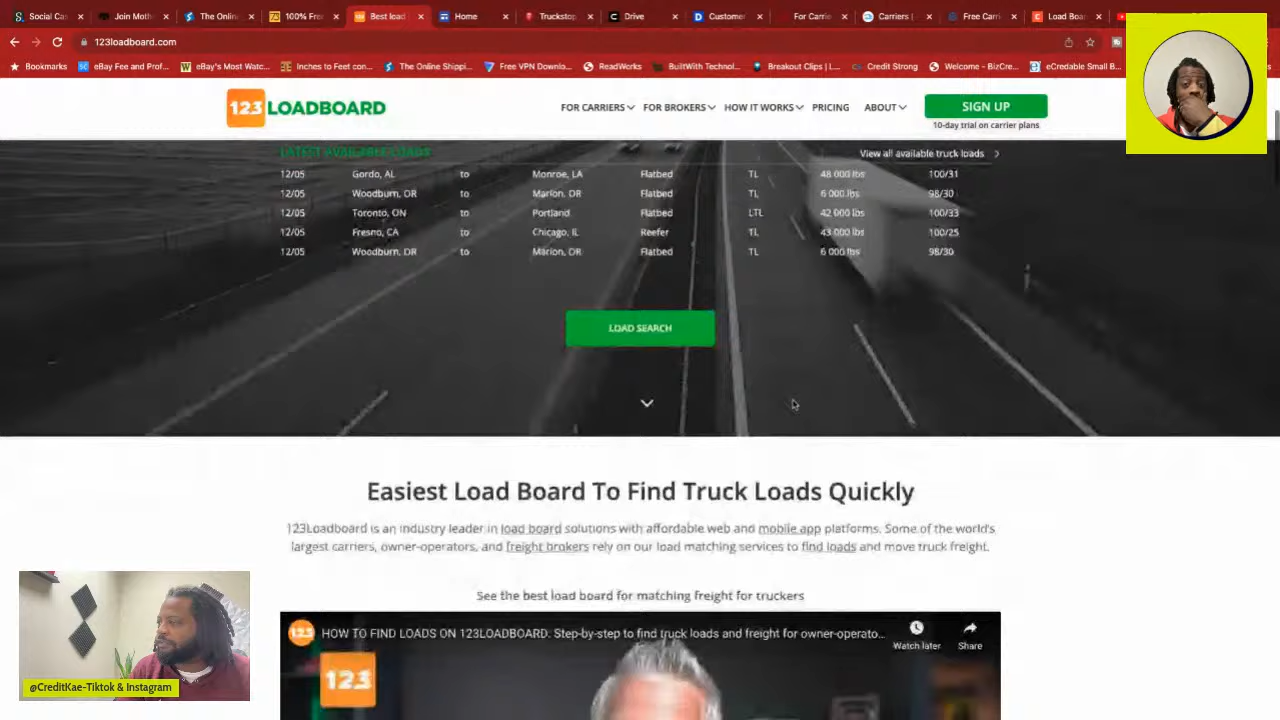 Social Cas
Join Moth
The Onlin
100% Fre
Best load
Home
Truckstop
Drive
Customer
For Carrie
Carriers |
Free Carri
Load Boar
123loadboard.com
Bookmarks
eBay Fee and Prof...
eBay's Most Watc...
Inches to Feet con...
The Online Shippi...
Free VPN Downlo...
ReadWorks
BuiltWith Technol...
Breakout Clips | L...
Credit Strong
Welcome - BizCre...
eCredable Small B...
123 LOADBOARD
FOR CARRIERS
FOR BROKERS
HOW IT WORKS
PRICING
ABOUT
SIGN UP
10-day trial on carrier plans
LATEST AVAILABLE LOADS
View all available truck loads
12/05 Gordo, AL to Monroe, LA Flatbed TL 48 000 lbs 100/31
12/05 Woodburn, OR to Marion, OR Flatbed TL 6 000 lbs 98/30
12/05 Toronto, ON to Portland Flatbed LTL 42 000 lbs 100/33
12/05 Fresno, CA to Chicago, IL Reefer TL 43 000 lbs 100/25
12/05 Woodburn, OR to Marion, OR Flatbed TL 6 000 lbs 98/30
LOAD SEARCH
Easiest Load Board To Find Truck Loads Quickly
123Loadboard is an industry leader in load board solutions with affordable web and mobile app platforms. Some of the world's
largest carriers, owner-operators, and freight brokers rely on our load matching services to find loads and move truck freight.
See the best load board for matching freight for truckers
123
HOW TO FIND LOADS ON 123LOADBOARD. Step-by-step to find truck loads and freight for owner-operato...
Watch later
Share
123
@CreditKae-Tiktok & Instagram